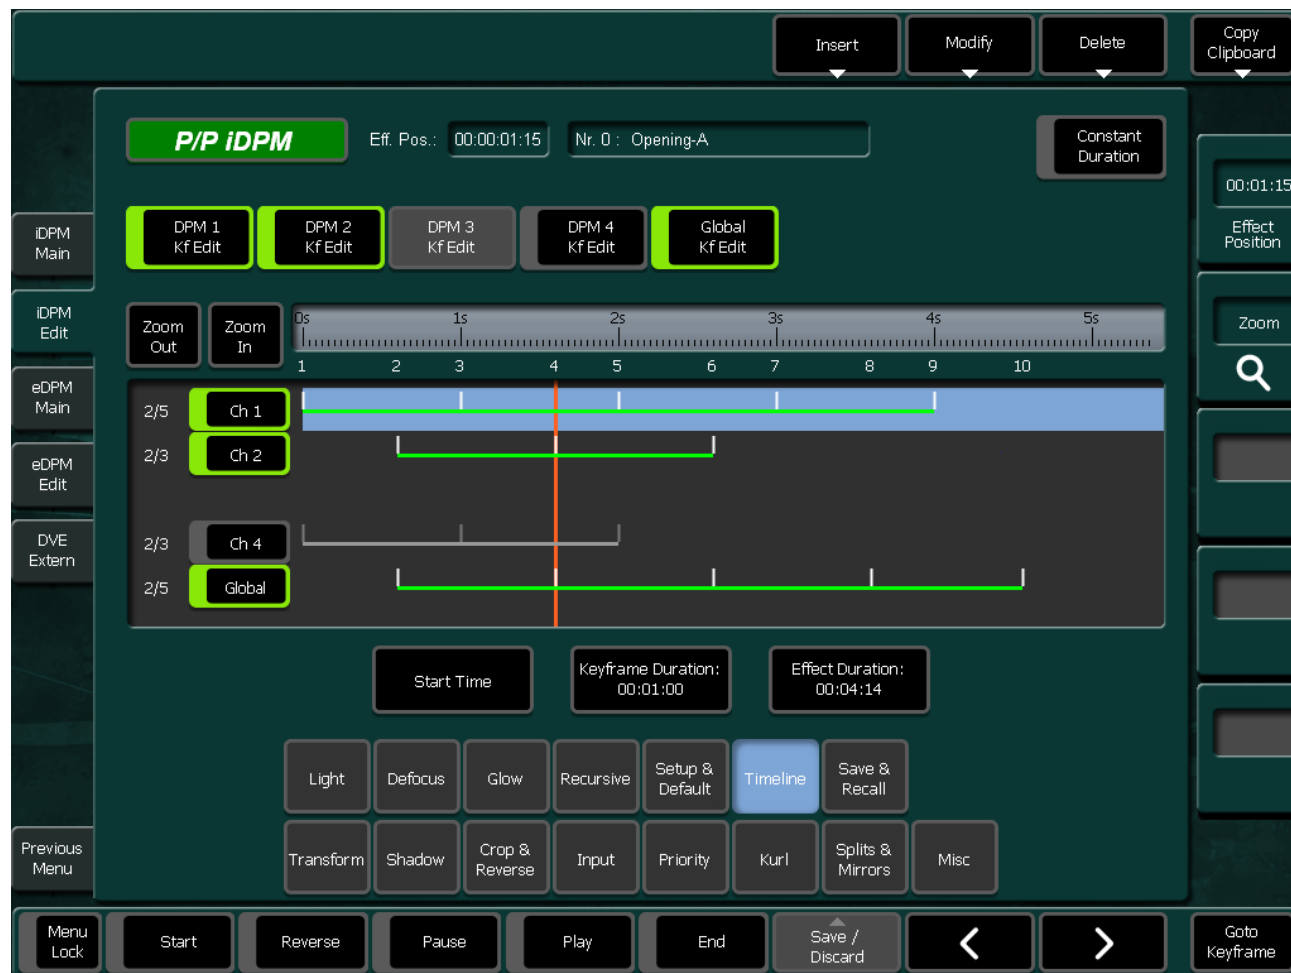 Insert
Modify
Delete
Copy
Clipboard
P/P iDPM
Eff. Pos.: 00:00:01:15
Nr. 0 : Opening-A
Constant
Duration
00:01:15
Effect
Position
DPM 1
Kf Edit
DPM 2
Kf Edit
DPM 3
Kf Edit
DPM 4
Kf Edit
Global
Kf Edit
iDPM
Main
iDPM
Edit
eDPM
Main
eDPM
Edit
DVE
Extern
Previous
Menu
Zoom
Out
Zoom
In
0s 1s 2s 3s 4s 5s
1 2 3 4 5 6 7 8 9 10
Zoom
2/5 Ch 1
2/3 Ch 2
2/3 Ch 4
2/5 Global
Start Time
Keyframe Duration:
00:01:00
Effect Duration:
00:04:14
Light
Defocus
Glow
Recursive
Setup &
Default
Timeline
Save &
Recall
Transform
Shadow
Crop &
Reverse
Input
Priority
Kurl
Splits &
Mirrors
Misc
Menu
Lock
Start
Reverse
Pause
Play
End
Save /
Discard
Goto
Keyframe